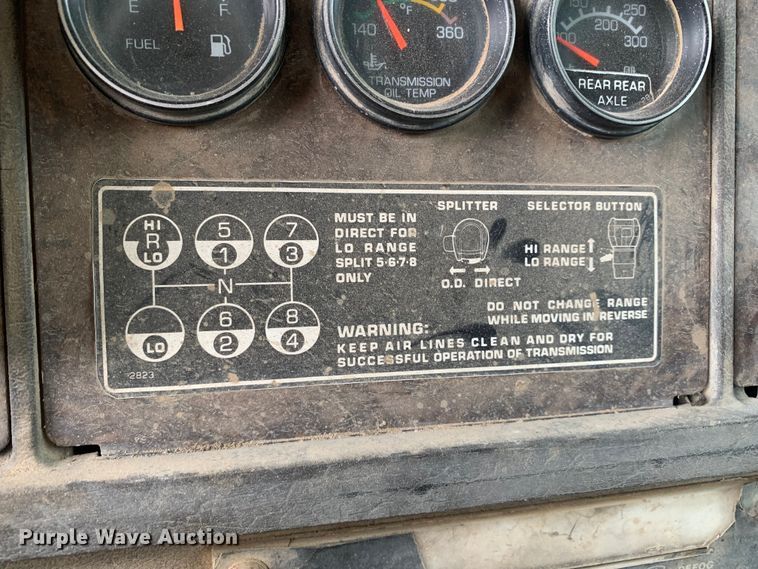 E F
FUEL
140 °F 360
TRANSMISSION
OIL TEMP
200 250
300
REAR REAR
AXLE
HI
R
LO
5
1
7
3
N
LO
6
2
8
4
MUST BE IN
DIRECT FOR
LO RANGE
SPLIT 5·6·7·8
ONLY
SPLITTER
O.D. DIRECT
SELECTOR BUTTON
HI RANGE
LO RANGE
DO NOT CHANGE RANGE
WHILE MOVING IN REVERSE
WARNING:
KEEP AIR LINES CLEAN AND DRY FOR
SUCCESSFUL OPERATION OF TRANSMISSION
2823
Purple Wave Auction